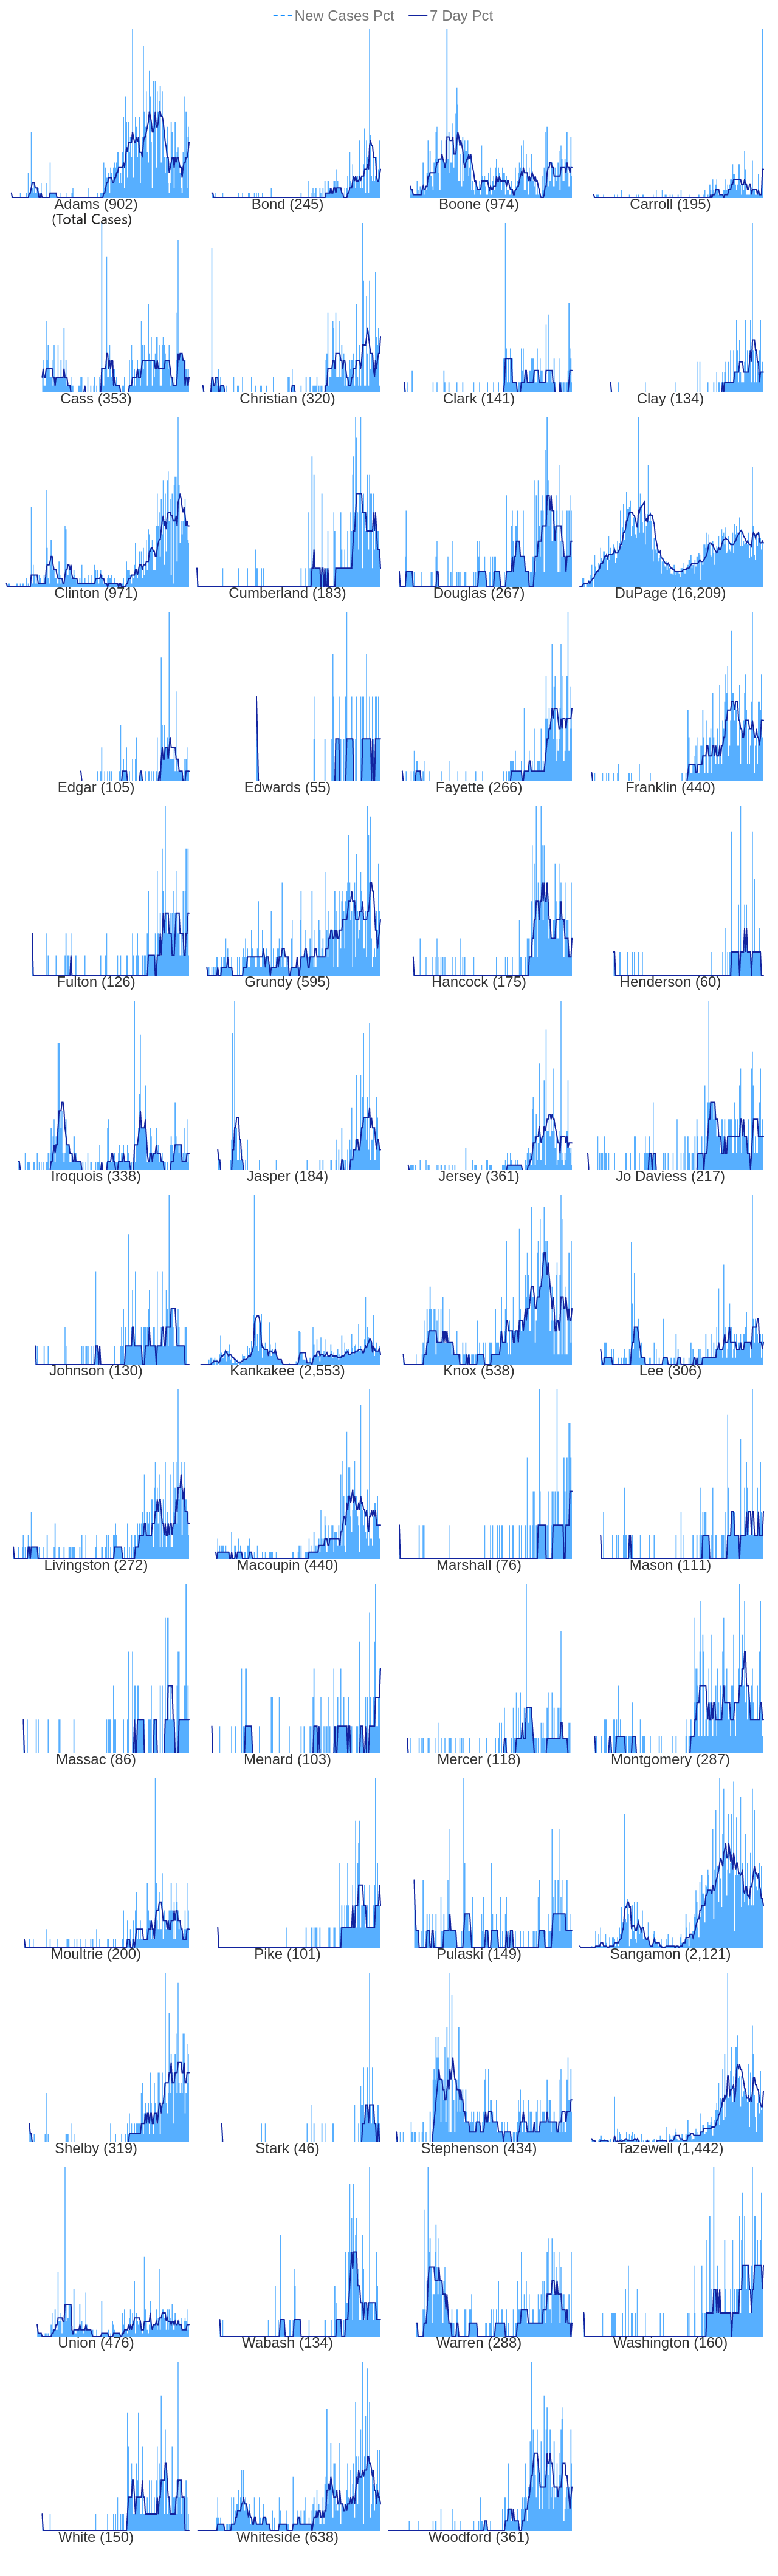 New Cases Pct 7 Day Pct
Adams (902) Bond (245) Boone (974) Carroll (195)
(Total Cases)
Cass (353) Christian (320) Clark (141) Clay (134)
Clinton (971) Cumberland (183) Douglas (267) DuPage (16,209)
Edgar (105) Edwards (55) Fayette (266) Franklin (440)
Fulton (126) Grundy (595) Hancock (175) Henderson (60)
Iroquois (338) Jasper (184) Jersey (361) Jo Daviess (217)
Johnson (130) Kankakee (2,553) Knox (538) Lee (306)
Livingston (272) Macoupin (440) Marshall (76) Mason (111)
Massac (86) Menard (103) Mercer (118) Montgomery (287)
Moultrie (200) Pike (101) Pulaski (149) Sangamon (2,121)
Shelby (319) Stark (46) Stephenson (434) Tazewell (1,442)
Union (476) Wabash (134) Warren (288) Washington (160)
White (150) Whiteside (638) Woodford (361)